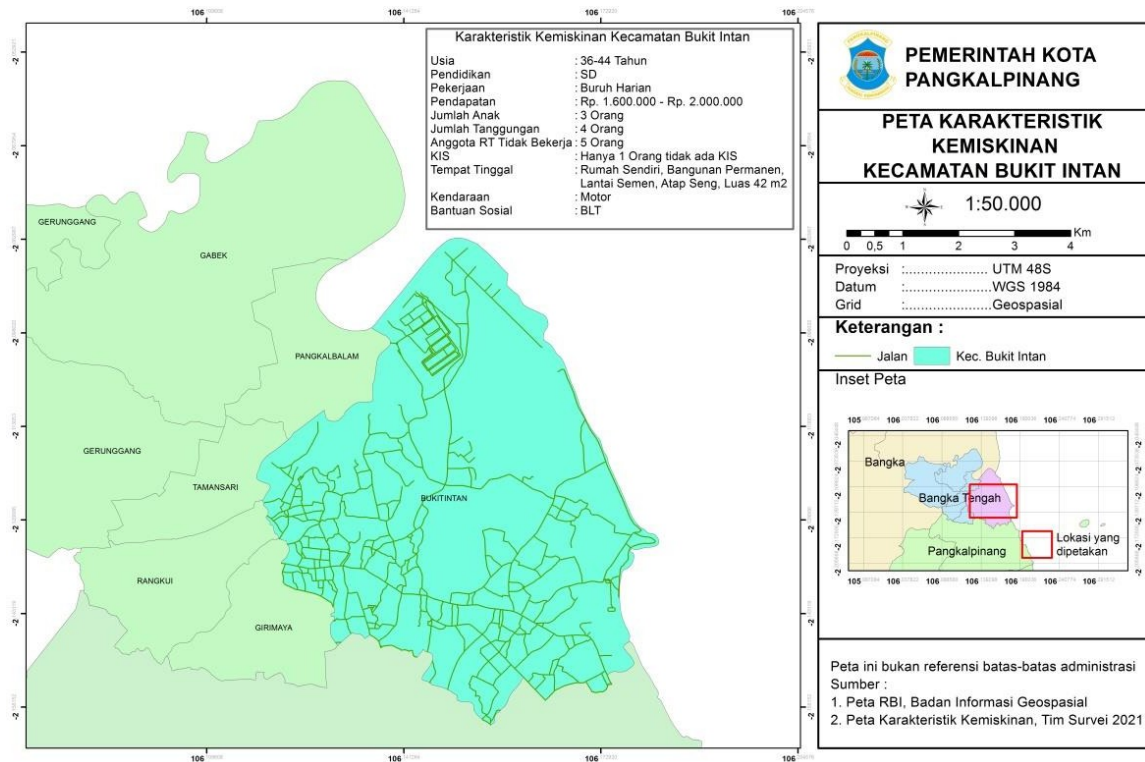 Karakteristik Kemiskinan Kecamatan Bukit Intan
Usia : 36-44 Tahun
Pendidikan : SD
Pekerjaan : Buruh Harian
Pendapatan : Rp. 1.600.000 - Rp. 2.000.000
Jumlah Anak : 3 Orang
Jumlah Tanggungan : 4 Orang
Anggota RT Tidak Bekerja : 5 Orang
KIS : Hanya 1 Orang tidak ada KIS
Tempat Tinggal : Rumah Sendiri, Bangunan Permanen,
Lantai Semen, Atap Seng, Luas 42 m2
Kendaraan : Motor
Bantuan Sosial : BLT
GERUNGGANG
GABEK
PANGKALBALAM
GERUNGGANG
TAMANSARI
BUKITINTAN
RANGKUI
GIRIMAYA
PEMERINTAH KOTA
PANGKALPINANG
PETA KARAKTERISTIK
KEMISKINAN
KECAMATAN BUKIT INTAN
1:50.000
Km
0 0,5 1 2 3 4
Proyeksi :..................... UTM 48S
Datum :.....................WGS 1984
Grid :..................... Geospasial
Keterangan :
Jalan Kec. Bukit Intan
Inset Peta
Bangka
Bangka Tengah
Pangkalpinang
Lokasi yang
dipetakan
Peta ini bukan referensi batas-batas administrasi
Sumber :
1. Peta RBI, Badan Informasi Geospasial
2. Peta Karakteristik Kemiskinan, Tim Survei 2021